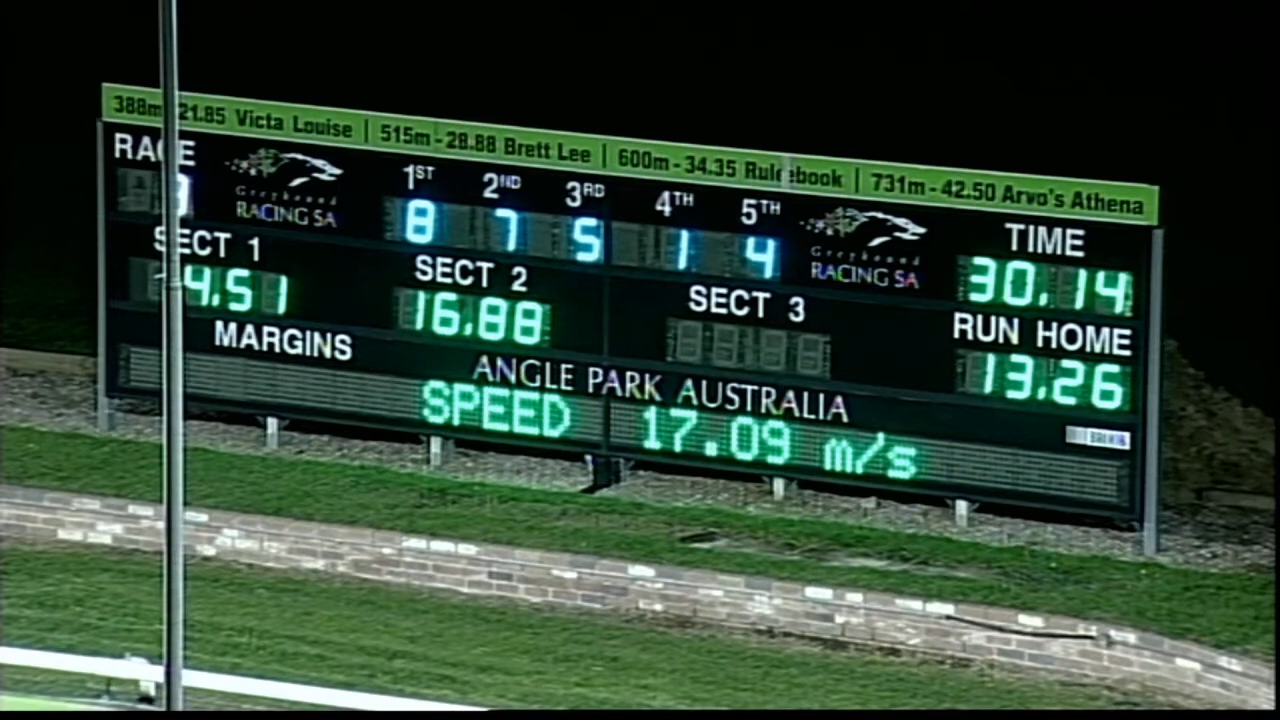 388m 21.85 Victa Louise | 515m - 28.88 Brett Lee | 600m - 34.35 Rulebook | 731m - 42.50 Arvo's Athena
RACE 1ST 2ND 3RD 4TH 5TH TIME
Greyhound RACING SA
8 7 5 1 4
Greyhound RACING SA
30.14
SECT 1 SECT 2 SECT 3 RUN HOME
4.51 16.88 13.26
MARGINS
ANGLE PARK AUSTRALIA
SPEED 17.09 m/s